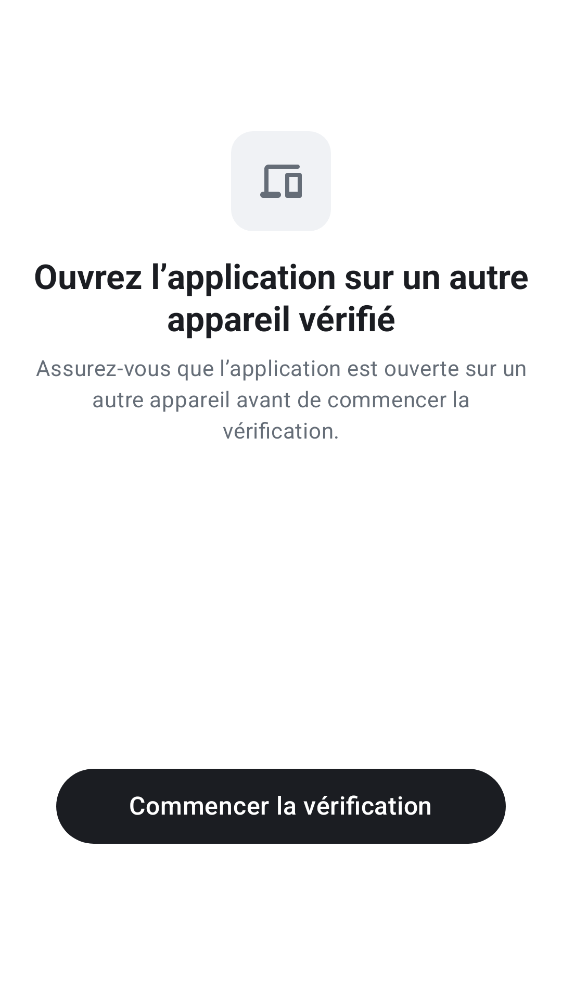 Ouvrez l’application sur un autre
appareil vérifié
Assurez-vous que l’application est ouverte sur un
autre appareil avant de commencer la
vérification.
Commencer la vérification